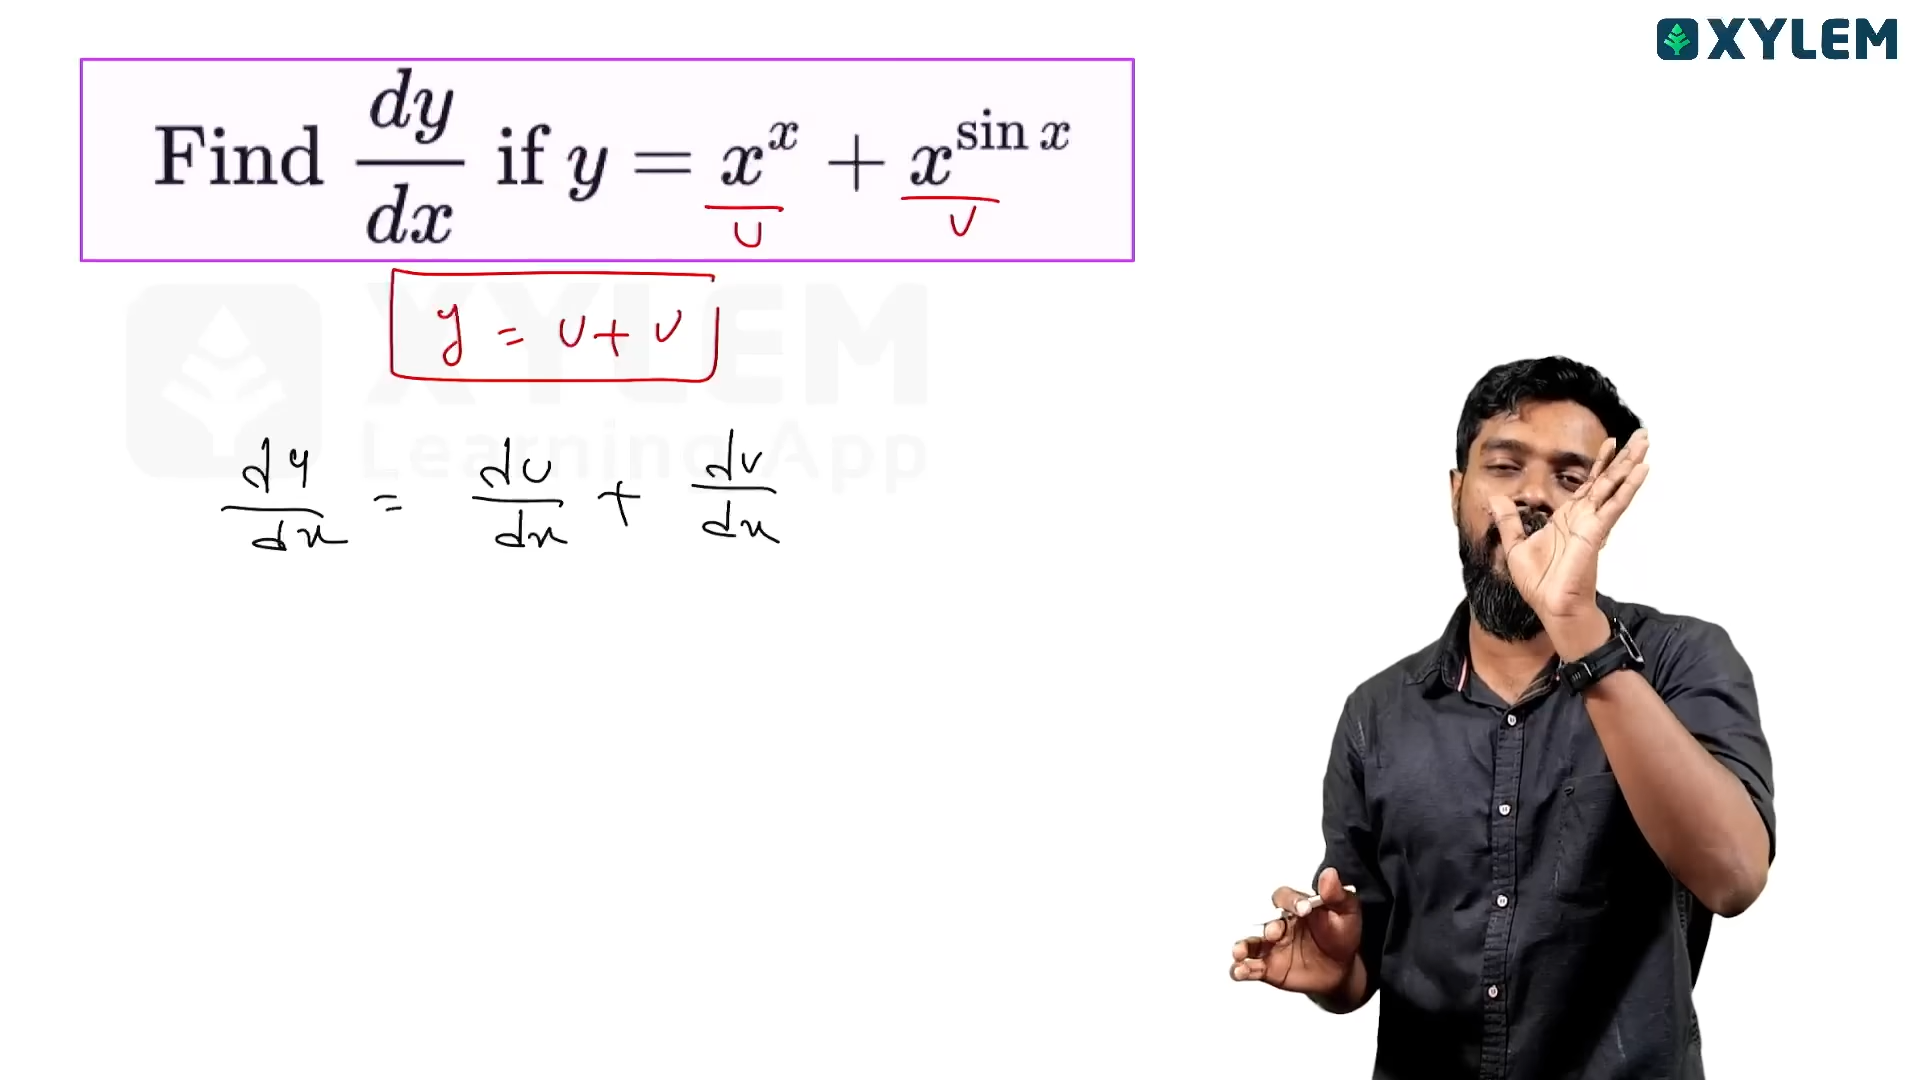 XYLEM
Find dy/dx if y = x^x + x^(sin x)
u v
y = u + v
XYLEM
Learning App
dy/dx = du/dx + dv/dx